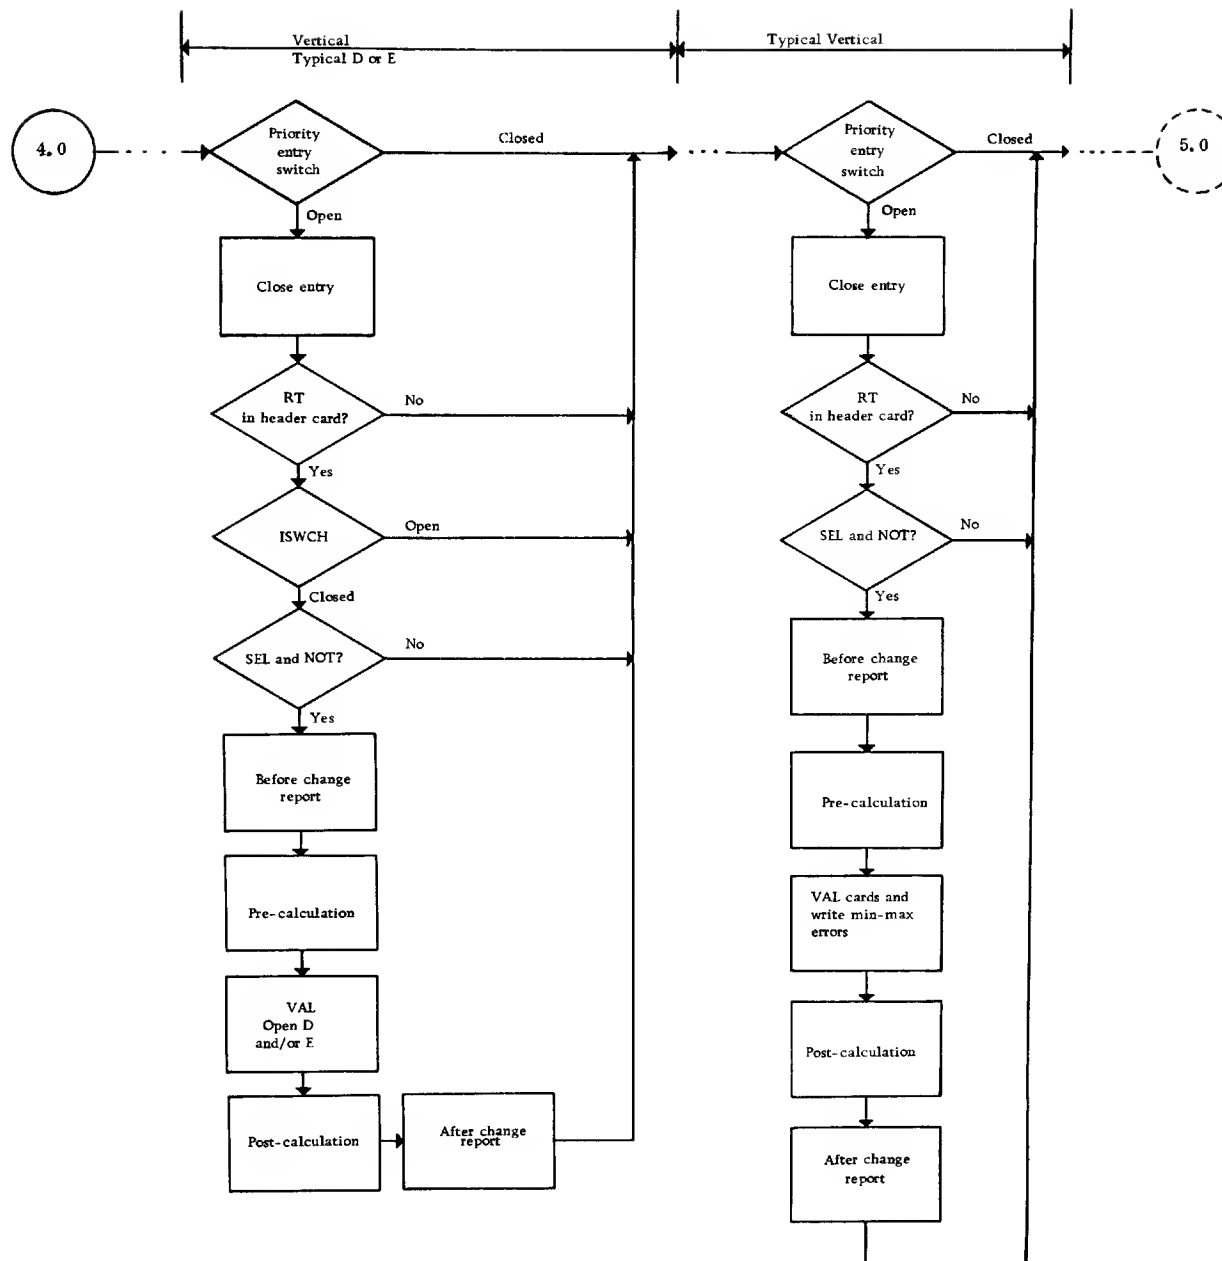 Vertical
Typical D or E
Typical Vertical
4.0
Priority
entry
switch
Closed
Priority
entry
switch
Closed
5.0
Open
Open
Close entry
Close entry
RT
in header card?
No
RT
in header card?
No
Yes
Yes
ISWCH
Open
SEL and NOT?
No
Closed
Yes
SEL and NOT?
No
Before change
report
Yes
Before change
report
Pre-calculation
Pre-calculation
VAL cards and
write min-max
errors
VAL
Open D
and/or E
Post-calculation
Post-calculation
After change
report
After change
report